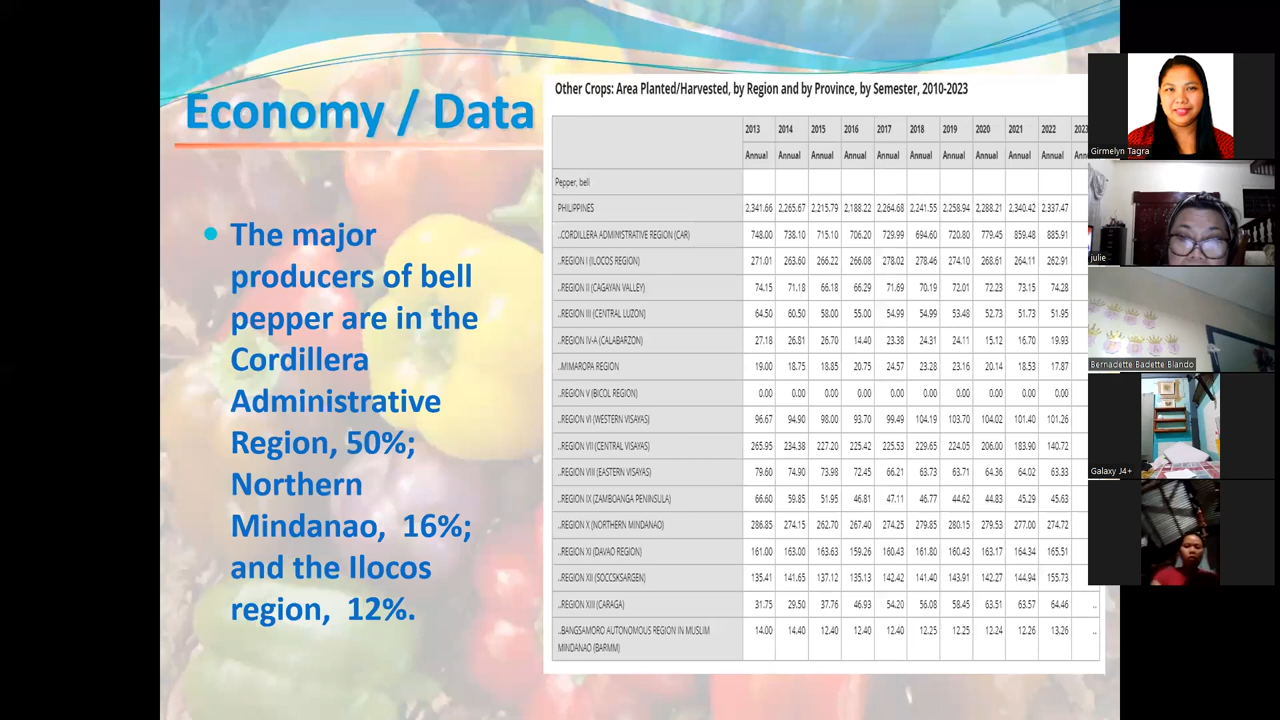 Economy / Data
The major
producers of bell
pepper are in the
Cordillera
Administrative
Region, 50%;
Northern
Mindanao, 16%;
and the Ilocos
region, 12%.
Other Crops: Area Planted/Harvested, by Region and by Province, by Semester, 2010-2023
2013 2014 2015 2016 2017 2018 2019 2020 2021 2022 2023
Annual Annual Annual Annual Annual Annual Annual Annual Annual Annual
Pepper, bell
PHILIPPINES 2,341.66 2,265.67 2,215.79 2,188.22 2,264.68 2,241.55 2,258.94 2,288.21 2,340.42 2,337.47
..CORDILLERA ADMINISTRATIVE REGION (CAR) 748.00 738.10 715.10 706.20 729.99 694.60 720.80 779.45 859.48 885.91
..REGION I (ILOCOS REGION) 271.01 263.60 266.22 266.08 278.02 278.46 274.10 268.61 264.11 262.91
..REGION II (CAGAYAN VALLEY) 74.15 71.18 66.18 66.29 71.69 70.19 72.01 72.23 73.15 74.28
..REGION III (CENTRAL LUZON) 64.50 60.50 58.00 55.00 54.99 54.99 53.48 52.73 51.73 51.95
..REGION IV-A (CALABARZON) 27.18 26.81 26.70 14.40 23.38 24.31 24.11 15.12 16.70 19.93
..MIMAROPA REGION 19.00 18.75 18.85 20.75 24.57 23.28 23.16 20.14 18.53 17.87
..REGION V (BICOL REGION) 0.00 0.00 0.00 0.00 0.00 0.00 0.00 0.00 0.00 0.00
..REGION VI (WESTERN VISAYAS) 96.67 94.90 98.00 93.70 99.49 104.19 103.70 104.02 101.40 101.26
..REGION VII (CENTRAL VISAYAS) 265.95 234.38 227.20 225.42 225.53 229.65 224.05 206.00 183.90 140.72
..REGION VIII (EASTERN VISAYAS) 79.60 74.90 73.98 72.45 66.21 63.73 63.71 64.36 64.02 63.33
..REGION IX (ZAMBOANGA PENINSULA) 66.60 59.85 51.95 46.81 47.11 46.77 44.62 44.83 45.29 45.63
..REGION X (NORTHERN MINDANAO) 286.85 274.15 262.70 267.40 274.25 279.85 280.15 279.53 277.00 274.72
..REGION XI (DAVAO REGION) 161.00 163.00 163.63 159.26 160.43 161.80 160.43 163.17 164.34 165.51
..REGION XII (SOCCSKSARGEN) 135.41 141.65 137.12 135.13 142.42 141.40 143.91 142.27 144.94 155.73
..REGION XIII (CARAGA) 31.75 29.50 37.76 46.93 54.20 56.08 58.45 63.51 63.57 64.46 ..
..BANGSAMORO AUTONOMOUS REGION IN MUSLIM
MINDANAO (BARMM) 14.00 14.40 12.40 12.40 12.40 12.25 12.25 12.24 12.26 13.26 ..
Girmelyn Tagra
julie
Bernadette Badette Blando
Galaxy J4+